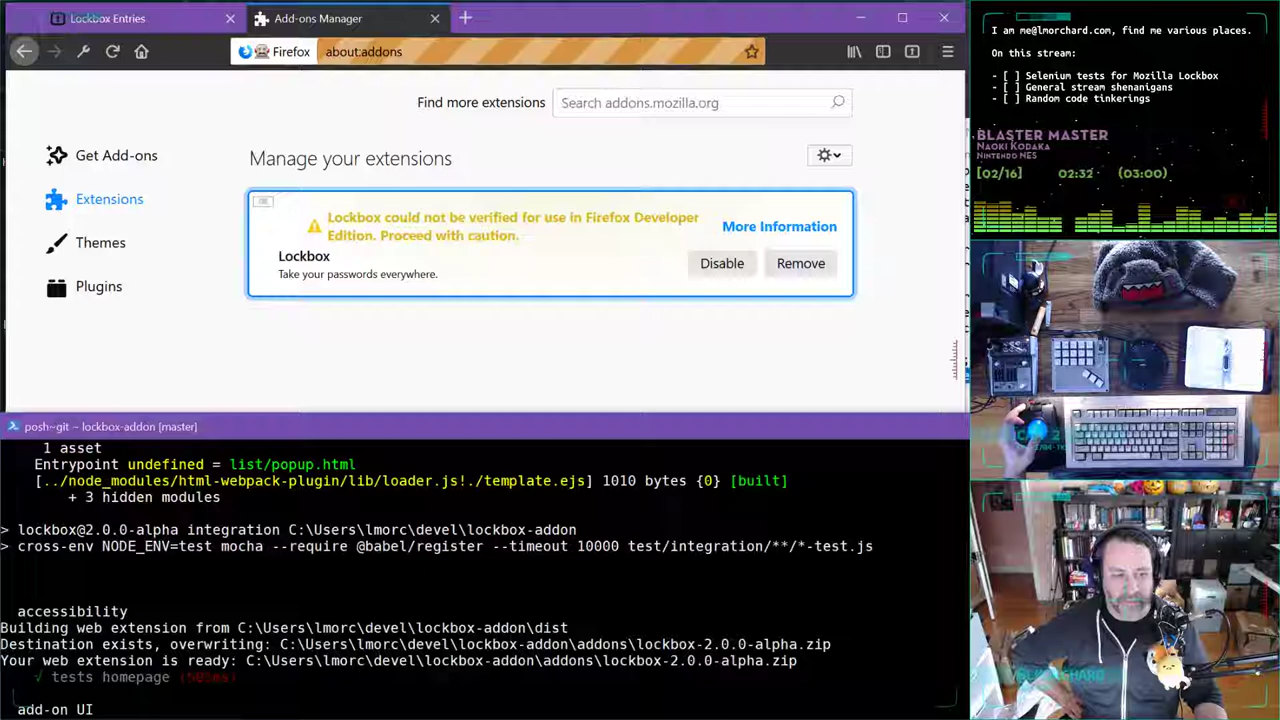 Lockbox Entries
Add-ons Manager
Firefox
about:addons
Find more extensions
Search addons.mozilla.org
Get Add-ons
Extensions
Themes
Plugins
Manage your extensions
Lockbox could not be verified for use in Firefox Developer
Edition. Proceed with caution.
More Information
Lockbox
Take your passwords everywhere.
Disable
Remove
posh~git ~ lockbox-addon [master]
1 asset
Entrypoint undefined = list/popup.html
[../node_modules/html-webpack-plugin/lib/loader.js!./template.ejs] 1010 bytes {0} [built]
+ 3 hidden modules
> lockbox@2.0.0-alpha integration C:\Users\lmorc\devel\lockbox-addon
> cross-env NODE_ENV=test mocha --require @babel/register --timeout 10000 test/integration/**/*-test.js
accessibility
Building web extension from C:\Users\lmorc\devel\lockbox-addon\dist
Destination exists, overwriting: C:\Users\lmorc\devel\lockbox-addon\addons\lockbox-2.0.0-alpha.zip
Your web extension is ready: C:\Users\lmorc\devel\lockbox-addon\addons\lockbox-2.0.0-alpha.zip
√ tests homepage
add-on UI
I am me@lmorchard.com, find me various places.
On this stream:
- [ ] Selenium tests for Mozilla Lockbox
- [ ] General stream shenanigans
- [ ] Random code tinkerings
BLASTER MASTER
NAOKI KODAKA
NINTENDO NES
[02/16] 02:32 (03:00)